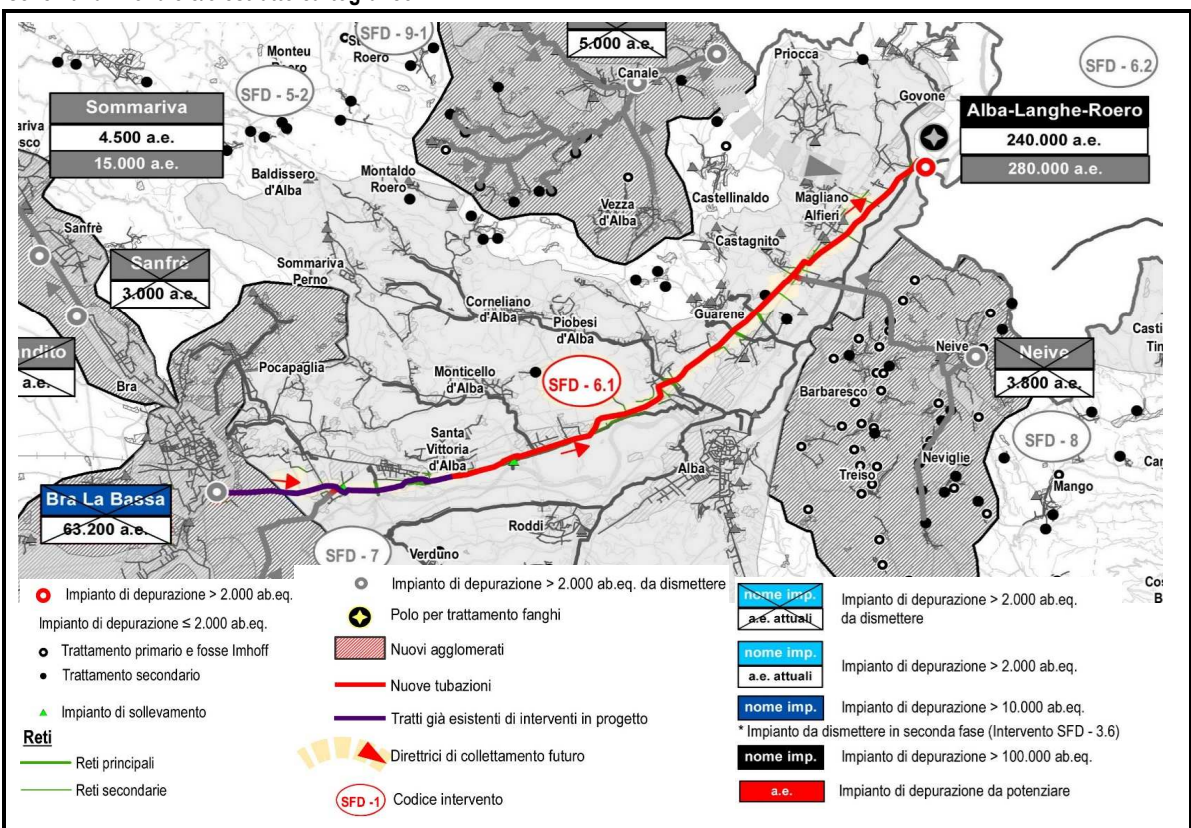 SFD - 9-1
5.000 a.e.
Monteu
Roero
Roero
Canale
Priocca
SFD - 6.2
SFD - 5-2
Govone
Sommariva
4.500 a.e.
15.000 a.e.
Alba-Langhe-Roero
240.000 a.e.
280.000 a.e.
Baldissero
d'Alba
Montaldo
Roero
Vezza
d'Alba
Castellinaldo
Magliano
Alfieri
Castagnito
Sanfrè
Sanfrè
3.000 a.e.
Sommariva
Perno
Corneliano
d'Alba
Piobesi
d'Alba
Guarene
Neive
Neive
3.800 a.e.
a.e.
Bra
Pocapaglia
Monticello
d'Alba
SFD - 6.1
Barbaresco
SFD - 8
Santa
Vittoria
d'Alba
Alba
Treiso
Neviglie
Mango
Bra La Bassa
63.200 a.e.
Roddi
SFD - 7
Verduno
Impianto di depurazione > 2.000 ab.eq.
Impianto di depurazione ≤ 2.000 ab.eq.
Trattamento primario e fosse Imhoff
Trattamento secondario
Impianto di sollevamento
Reti
Reti principali
Reti secondarie
Impianto di depurazione > 2.000 ab.eq. da dismettere
Polo per trattamento fanghi
Nuovi agglomerati
Nuove tubazioni
Tratti già esistenti di interventi in progetto
Direttrici di collettamento futuro
SFD -1 Codice intervento
nome imp.
a.e. attuali
Impianto di depurazione > 2.000 ab.eq.
da dismettere
nome imp.
a.e. attuali
Impianto di depurazione > 2.000 ab.eq.
nome imp. Impianto di depurazione > 10.000 ab.eq.
* Impianto da dismettere in seconda fase (Intervento SFD - 3.6)
nome imp. Impianto di depurazione > 100.000 ab.eq.
a.e. Impianto di depurazione da potenziare